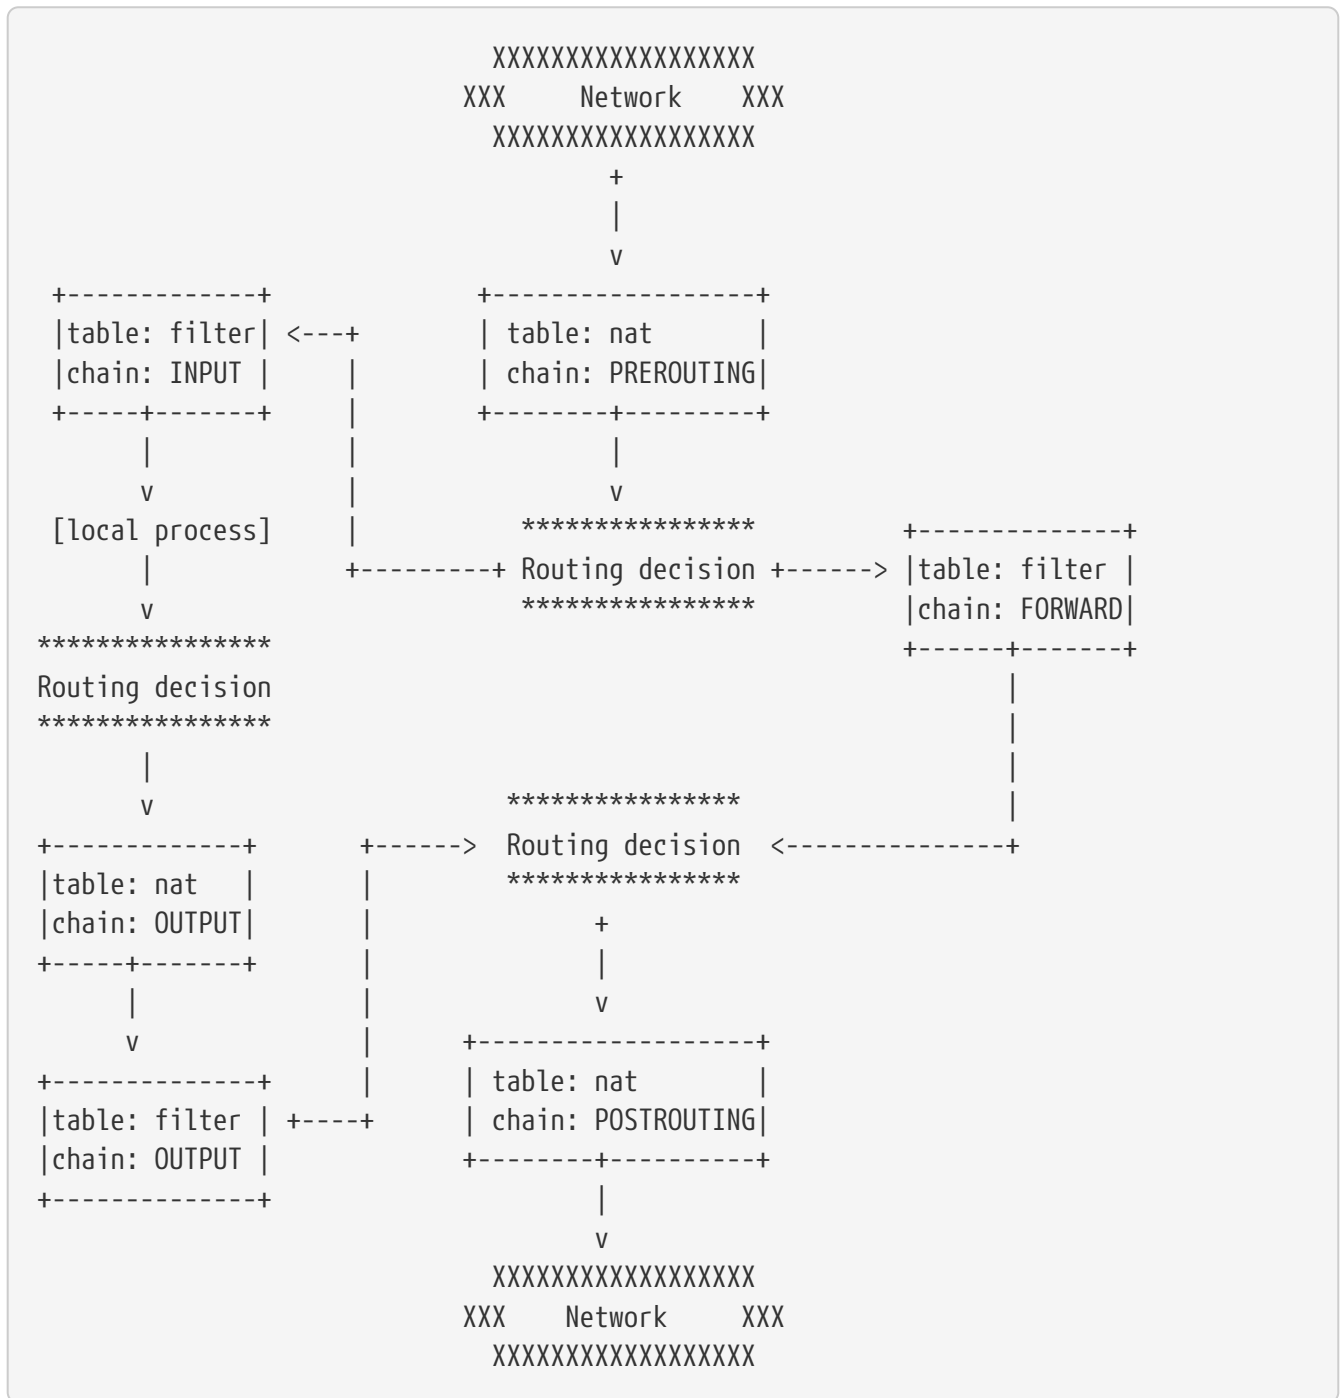 XXXXXXXXXXXXXXXXXX
                             XXX     Network    XXX
                               XXXXXXXXXXXXXXXXXX
                                       +
                                       |
                                       v
 +-------------+              +------------------+
 |table: filter| <---+        | table: nat       |
 |chain: INPUT |     |        | chain: PREROUTING|
 +-----+-------+     |        +--------+---------+
       |             |                 |
       v             |                 v
 [local process]     |           ****************          +--------------+
       |             +---------+ Routing decision +------> |table: filter |
       v                         ****************          |chain: FORWARD|
****************                                           +------+-------+
Routing decision                                                  |
****************                                                  |
       |                                                          |
       v                        ****************                  |
+-------------+       +------>  Routing decision  <---------------+
|table: nat   |       |         ****************
|chain: OUTPUT|       |               +
+-----+-------+       |               |
      |               |               v
      v               |      +-------------------+
+--------------+      |      | table: nat        |
|table: filter | +----+      | chain: POSTROUTING|
|chain: OUTPUT |             +--------+----------+
+--------------+                      |
                                      v
                               XXXXXXXXXXXXXXXXXX
                             XXX    Network     XXX
                               XXXXXXXXXXXXXXXXXX